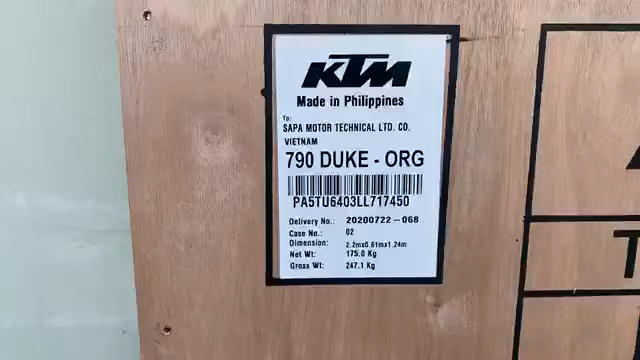 KTM
Made in Philippines
To:
SAPA MOTOR TECHNICAL LTD. CO.
VIETNAM
790 DUKE - ORG
PA5TU6403LL717450
Delivery No.: 20200722-068
Case No.: 02
Dimension: 2.2mx0.61mx1.24m
Net Wt: 175.0 Kg
Gross Wt: 247.1 Kg